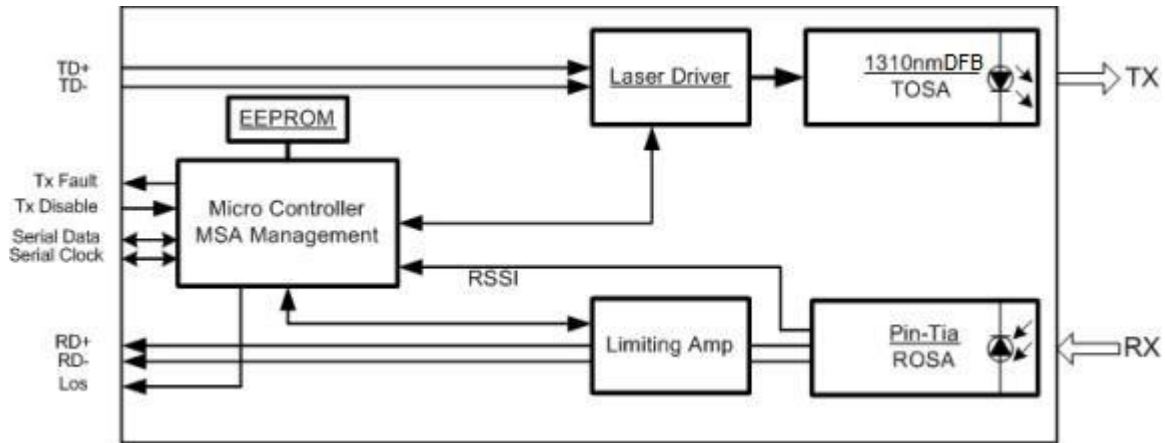 TD+
TD-
Laser Driver
1310nmDFB
TOSA
TX
EEPROM
Tx Fault
Tx Disable
Serial Data
Serial Clock
Micro Controller
MSA Management
RSSI
RD+
RD-
Los
Limiting Amp
Pin-Tia
ROSA
RX